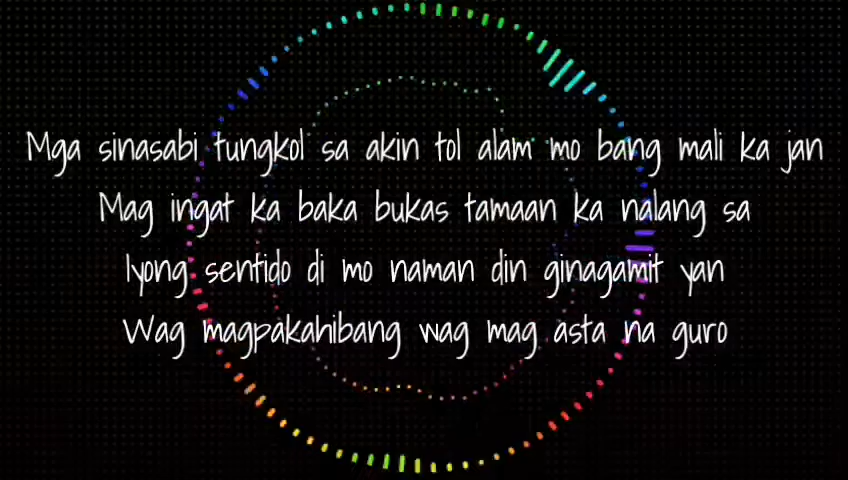 Mga sinasabi tungkol sa akin tol alam mo bang mali ka jan
Mag ingat ka baka bukas tamaan ka nalang sa
Iyong sentido di mo naman din ginagamit yan
Wag magpakahibang wag mag asta na guro